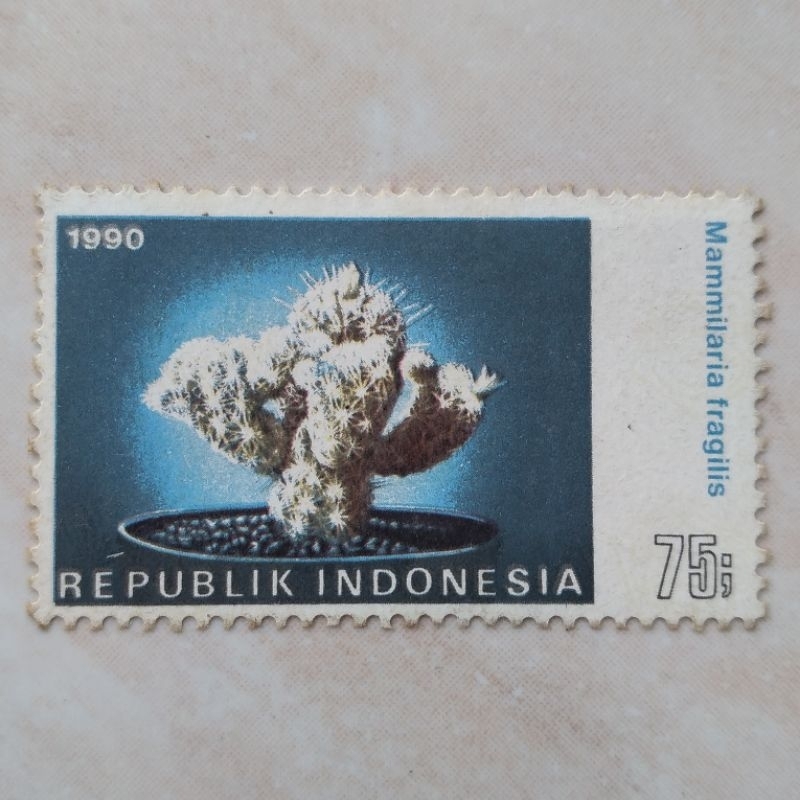 1990
Mammilaria fragilis
75;
REPUBLIK INDONESIA